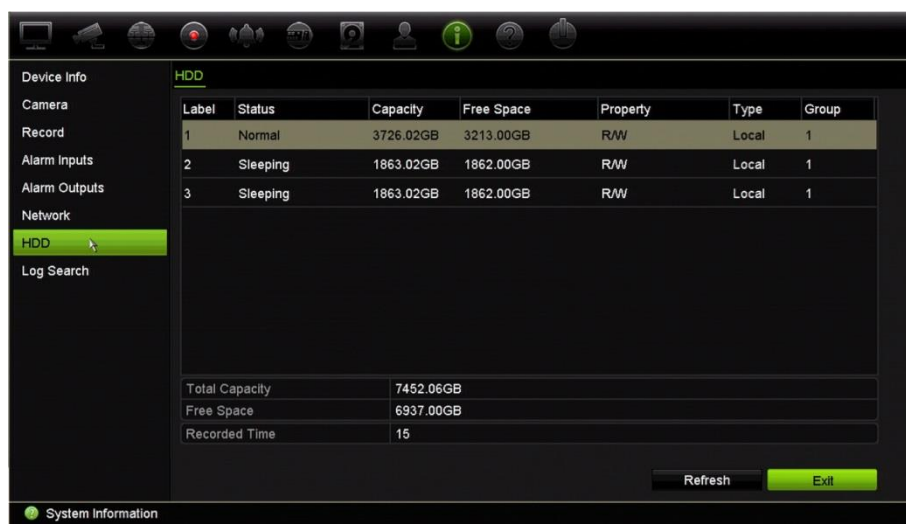 Device Info
Camera
Record
Alarm Inputs
Alarm Outputs
Network
HDD
Log Search
HDD
Label Status Capacity Free Space Property Type Group
1 Normal 3726.02GB 3213.00GB R/W Local 1
2 Sleeping 1863.02GB 1862.00GB R/W Local 1
3 Sleeping 1863.02GB 1862.00GB R/W Local 1
Total Capacity 7452.06GB
Free Space 6937.00GB
Recorded Time 15
Refresh Exit
System Information